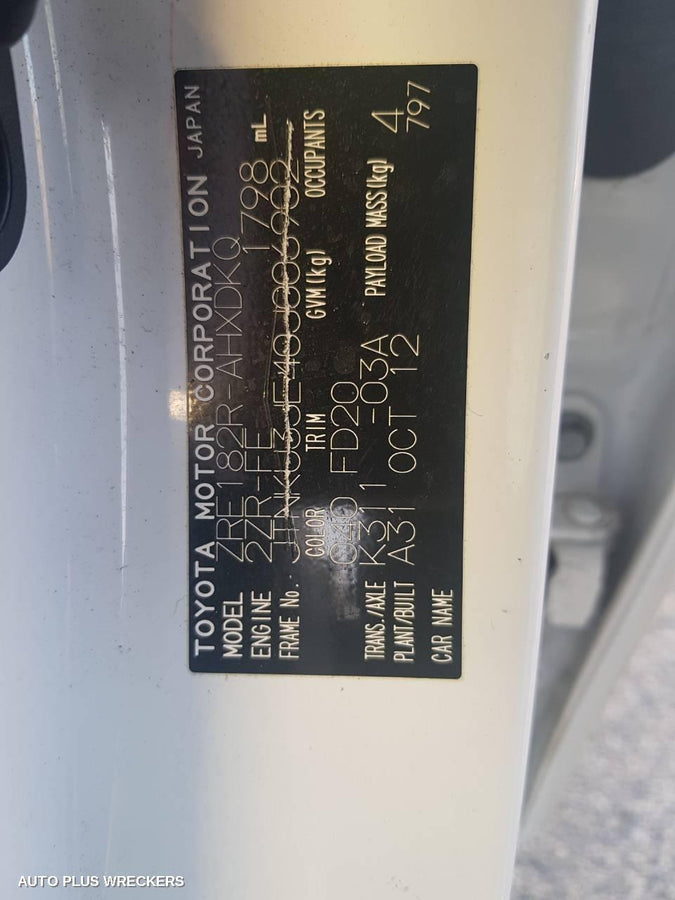 TOYOTA MOTOR CORPORATION JAPAN
MODEL ZRE182R-AHXDKQ
ENGINE 2ZR-FE 1798 mL
FRAME No.
COLOR TRIM GVM(kg) OCCUPANTS
040 FD20
TRANS./AXLE K311 -03A PAYLOAD MASS(kg) 4
PLANT/BUILT A31 OCT 12 797
CAR NAME
AUTO PLUS WRECKERS